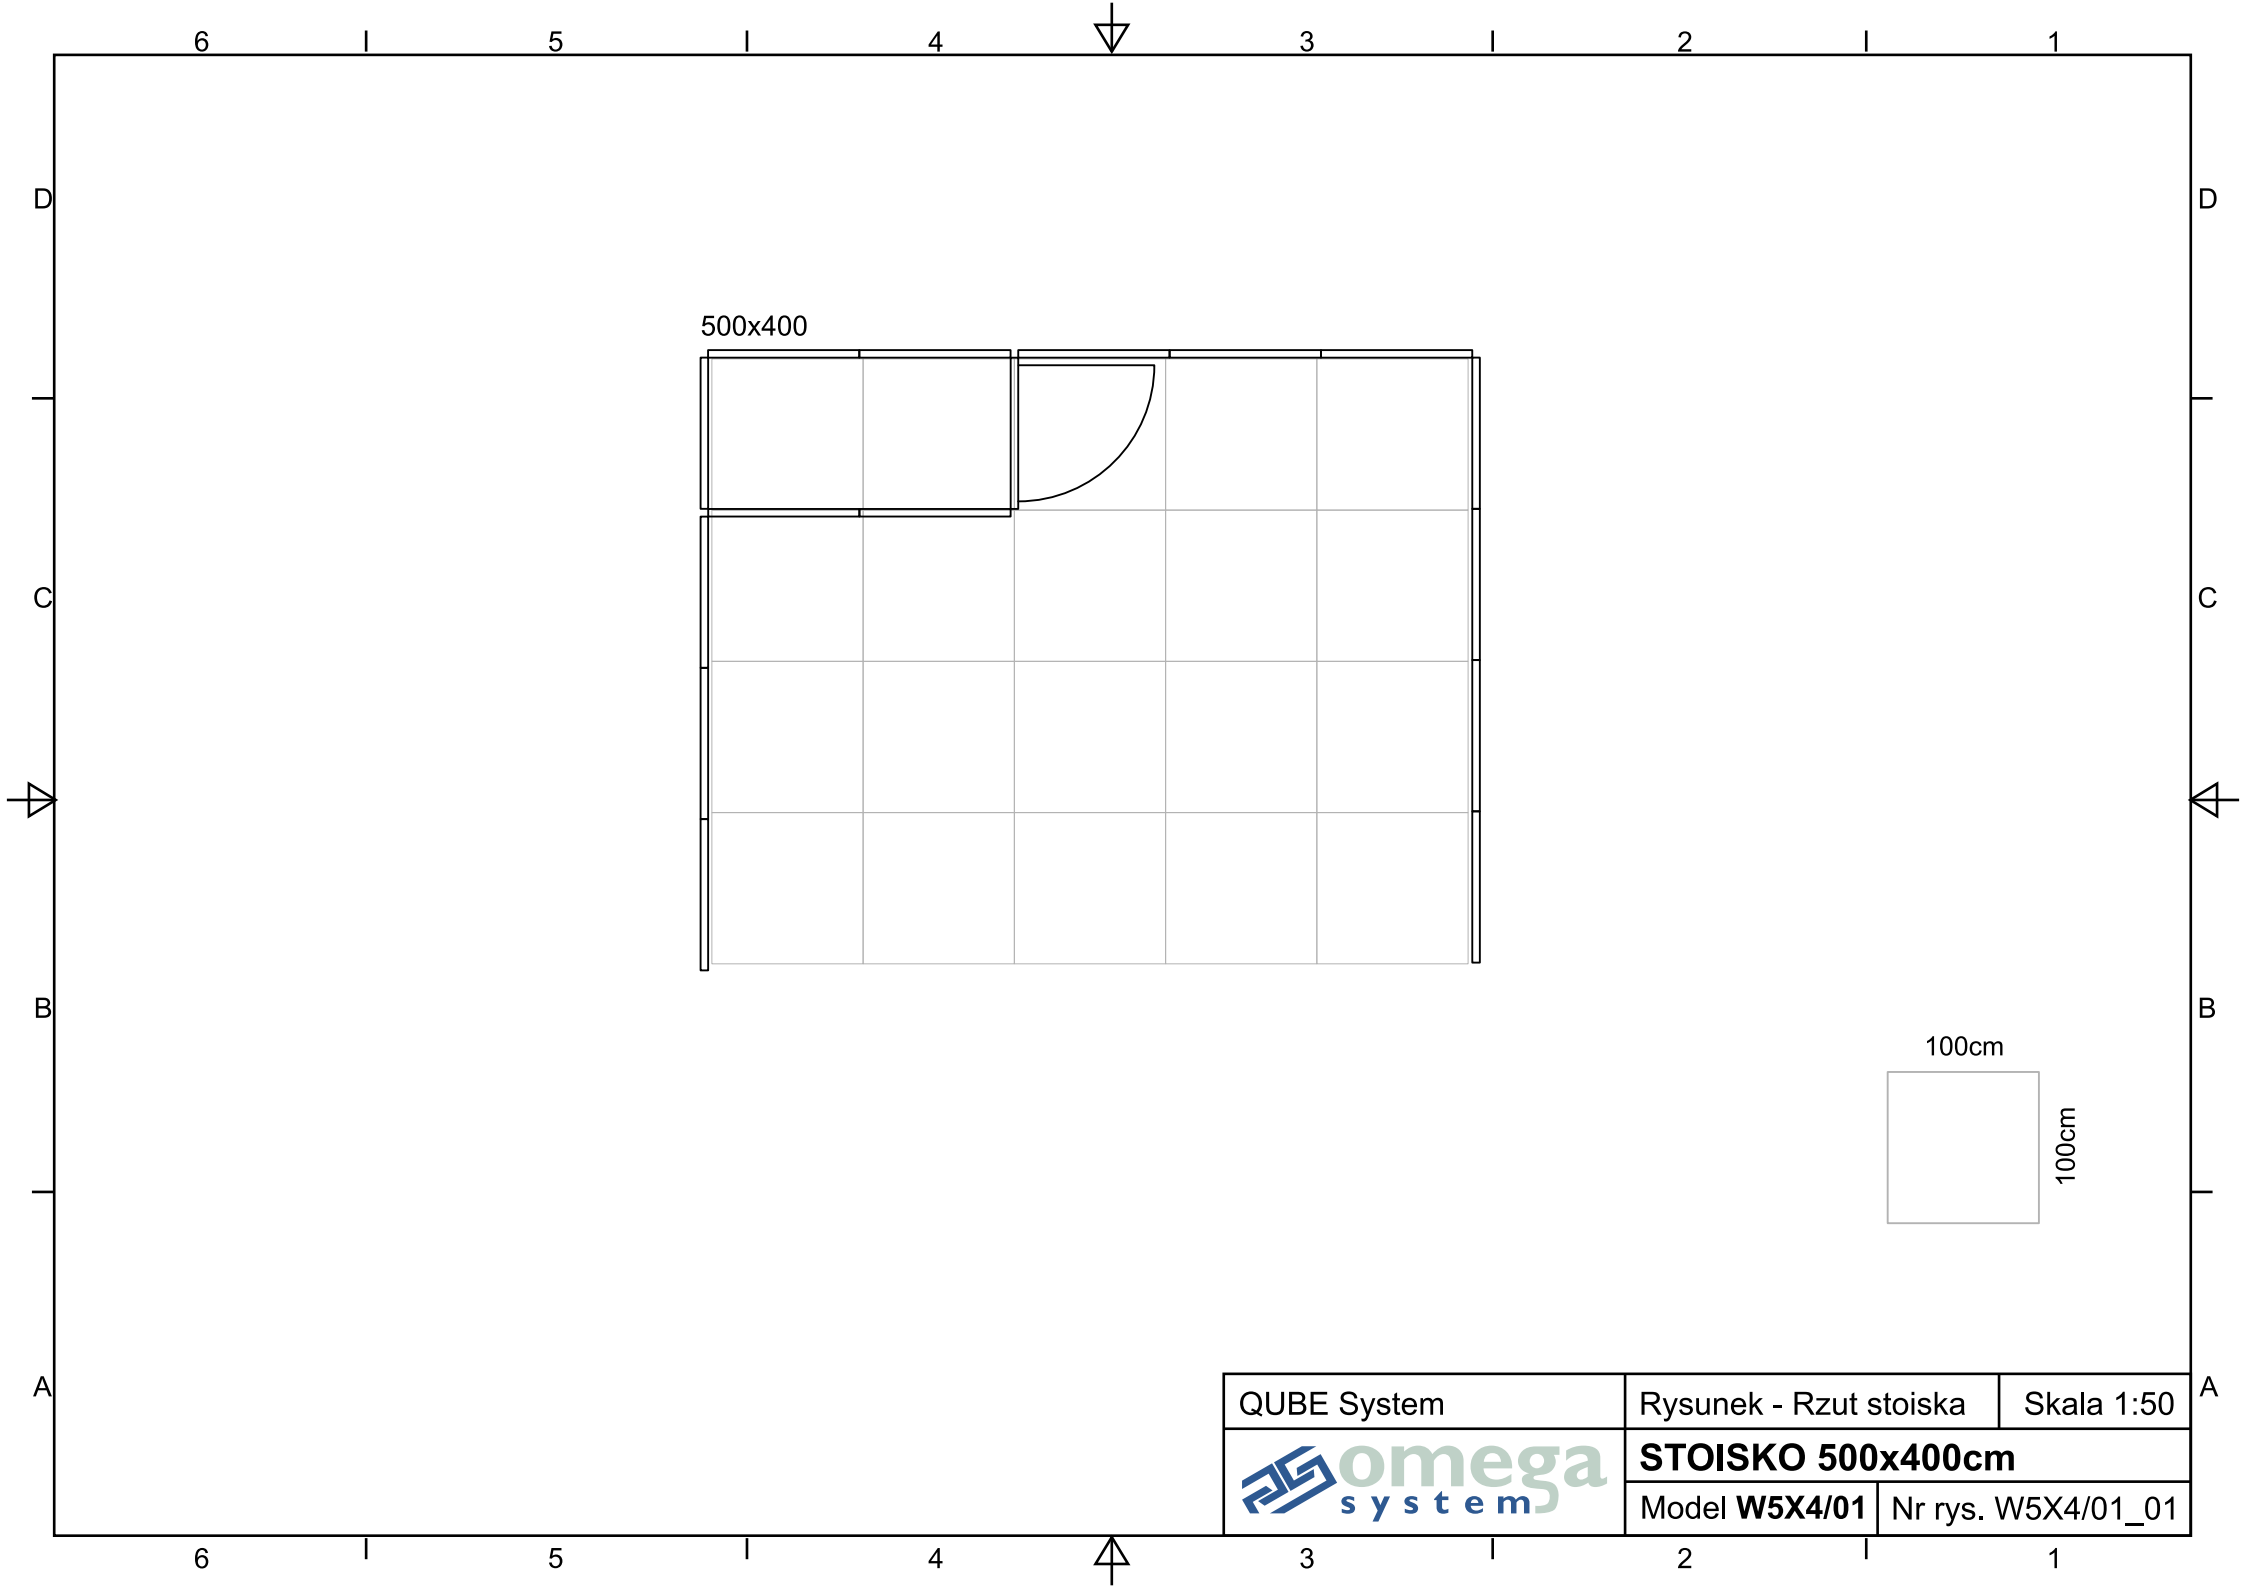 6 5 4 3 2 1
D D
500x400
C C
B B
100cm
100cm
A A
QUBE System
Rysunek - Rzut stoiska
Skala 1:50
omega
system
STOISKO 500x400cm
Model W5X4/01
Nr rys. W5X4/01_01
6 5 4 3 2 1